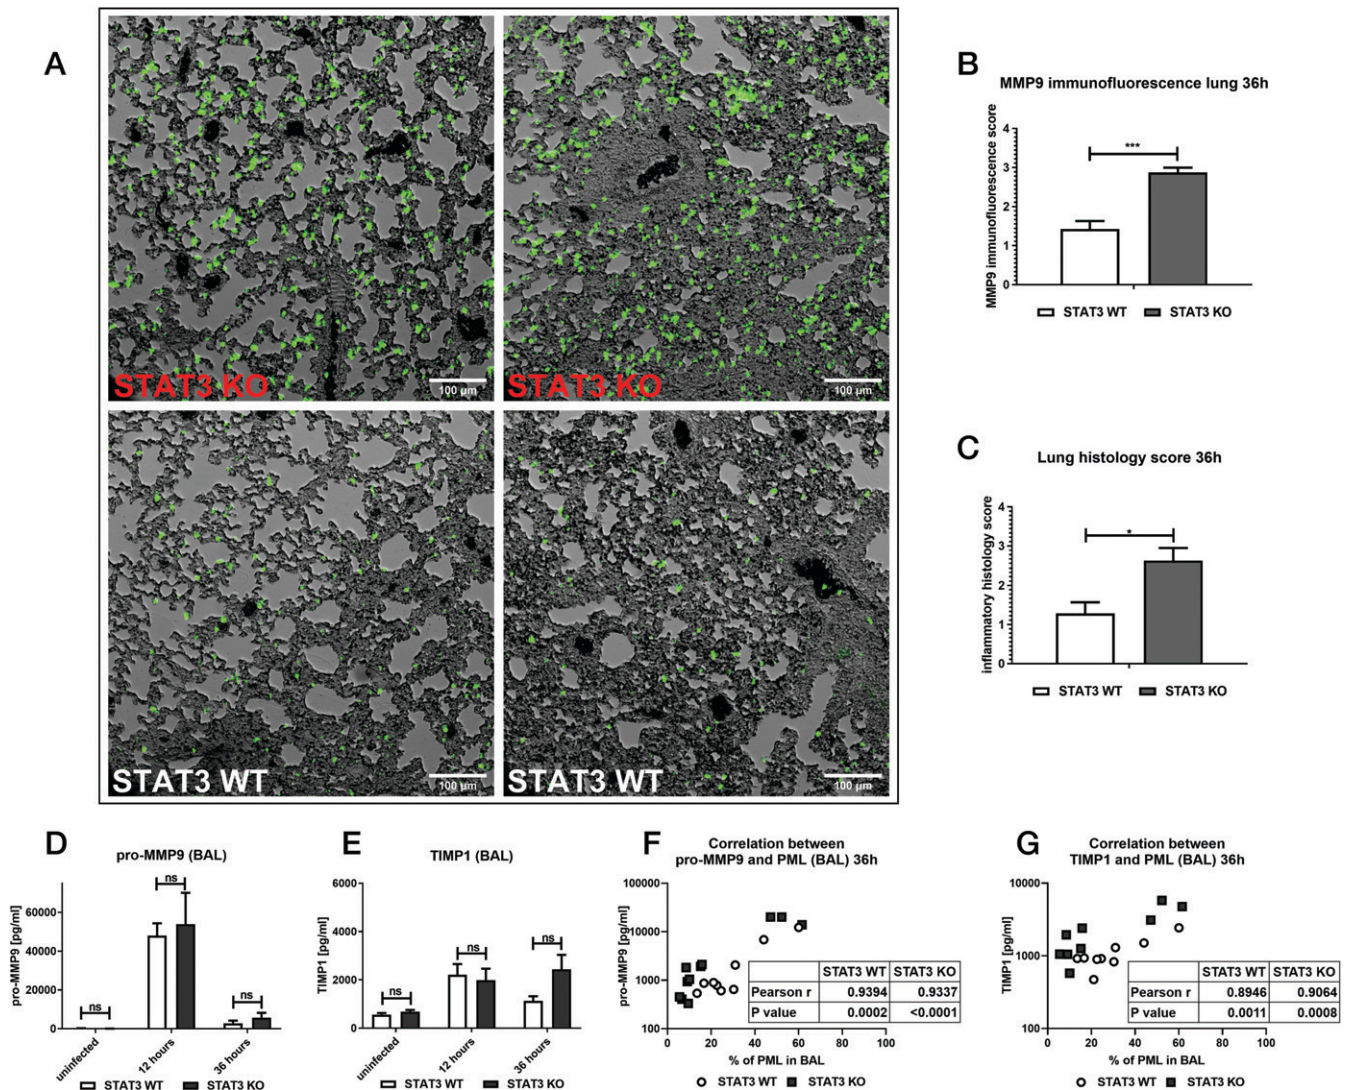 A
STAT3 KO
100 µm
STAT3 KO
100 µm
STAT3 WT
100 µm
STAT3 WT
100 µm
B
MMP9 immunofluorescence lung 36h
MMP9 immunofluorescence score
4
3
2
1
0
***
STAT3 WT
STAT3 KO
C
Lung histology score 36h
inflammatory histology score
4
3
2
1
0
*
STAT3 WT
STAT3 KO
D
pro-MMP9 (BAL)
pro-MMP9 [pg/ml]
60000
40000
20000
0
ns
ns
ns
uninfected
12 hours
36 hours
STAT3 WT
STAT3 KO
E
TIMP1 (BAL)
TIMP1 [pg/ml]
6000
4000
2000
0
ns
ns
ns
uninfected
12 hours
36 hours
STAT3 WT
STAT3 KO
F
Correlation between
pro-MMP9 and PML (BAL) 36h
pro-MMP9 [pg/ml]
100000
10000
1000
100
STAT3 WT STAT3 KO
Pearson r 0.9394 0.9337
P value 0.0002 <0.0001
0 20 40 60 80 100
% of PML in BAL
STAT3 WT
STAT3 KO
G
Correlation between
TIMP1 and PML (BAL) 36h
TIMP1 [pg/ml]
10000
1000
100
STAT3 WT STAT3 KO
Pearson r 0.8946 0.9064
P value 0.0011 0.0008
0 20 40 60 80 100
% of PML in BAL
STAT3 WT
STAT3 KO